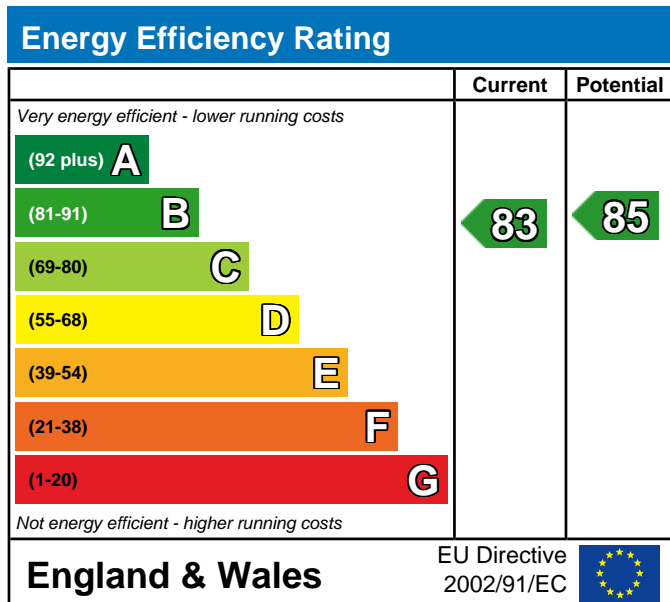 Energy Efficiency Rating
Current Potential
Very energy efficient - lower running costs
(92 plus) A
(81-91) B
83 85
(69-80) C
(55-68) D
(39-54) E
(21-38) F
(1-20) G
Not energy efficient - higher running costs
England & Wales
EU Directive
2002/91/EC